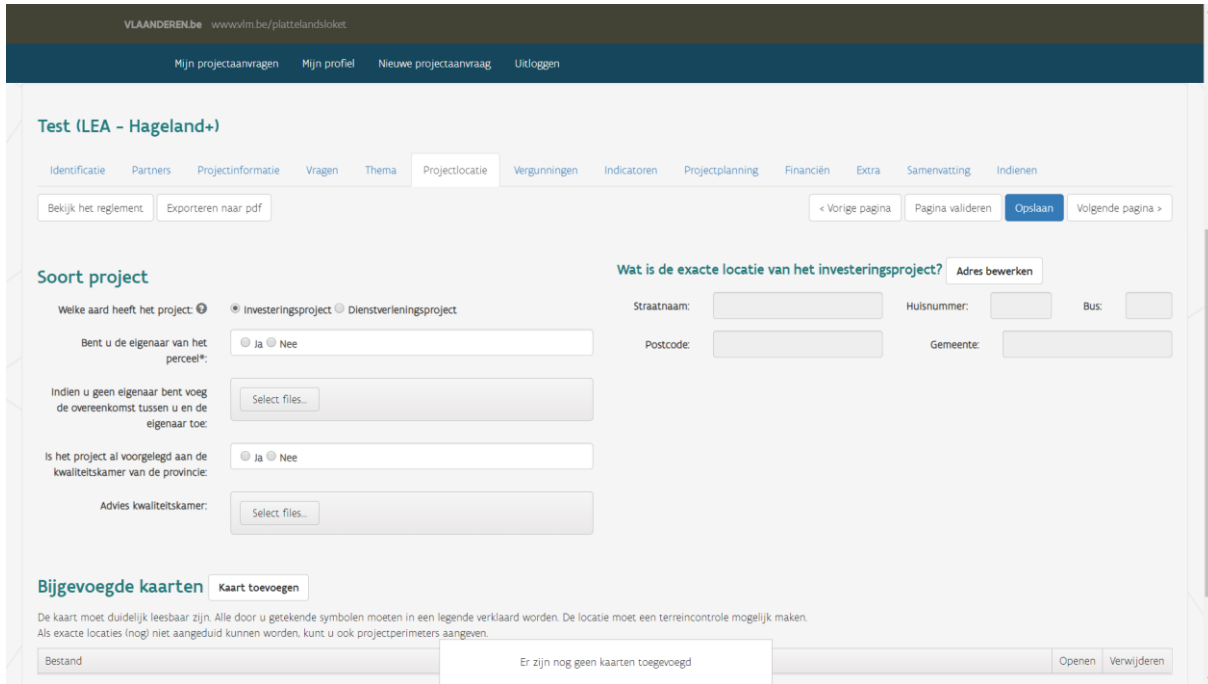 VLAANDEREN.be www.vlm.be/plattelandsloket
Mijn projectaanvragen Mijn profiel Nieuwe projectaanvraag Uitloggen
Test (LEA - Hageland+)
Identificatie Partners Projectinformatie Vragen Thema Projectlocatie Vergunningen Indicatoren Projectplanning Financiën Extra Samenvatting Indienen
Bekijk het reglement Exporteren naar pdf < Vorige pagina Pagina valideren Opslaan Volgende pagina >
Soort project
Welke aard heeft het project: Investeringsproject Dienstverleningsproject
Bent u de eigenaar van het
perceel*:
Ja Nee
Indien u geen eigenaar bent voeg
de overeenkomst tussen u en de
eigenaar toe:
Select files...
Is het project al voorgelegd aan de
kwaliteitskamer van de provincie:
Ja Nee
Advies kwaliteitskamer:
Select files...
Wat is de exacte locatie van het investeringsproject? Adres bewerken
Straatnaam: Huisnummer: Bus:
Postcode: Gemeente:
Bijgevoegde kaarten Kaart toevoegen
De kaart moet duidelijk leesbaar zijn. Alle door u getekende symbolen moeten in een legende verklaard worden. De locatie moet een terreincontrole mogelijk maken.
Als exacte locaties (nog) niet aangeduid kunnen worden, kunt u ook projectperimeters aangeven.
Bestand Openen Verwijderen
Er zijn nog geen kaarten toegevoegd